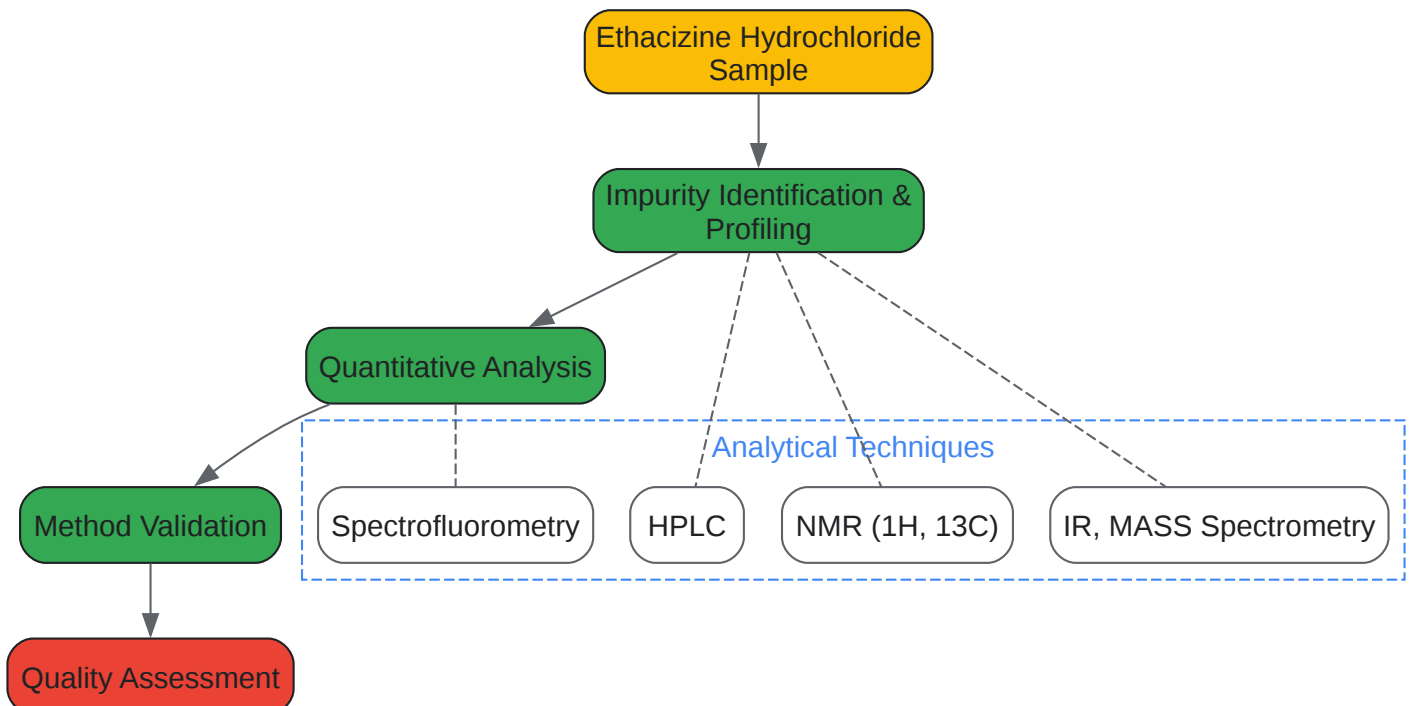 Ethacizine Hydrochloride
Sample
Impurity Identification &
Profiling
Quantitative Analysis
Analytical Techniques
Method Validation
Spectrofluorometry
HPLC
NMR (1H, 13C)
IR, MASS Spectrometry
Quality Assessment